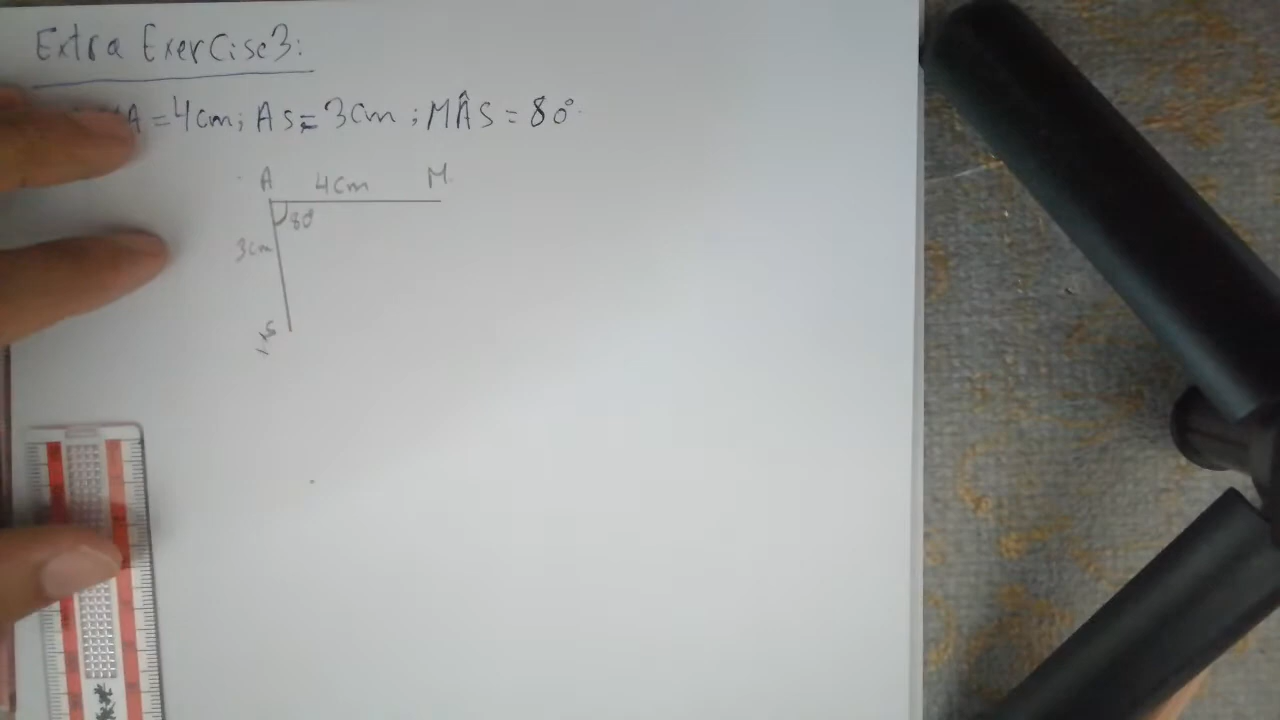 Extra Exercise3:
A = 4cm; AS = 3cm; MÂS = 80°
A 4cm M
80°
3cm
S